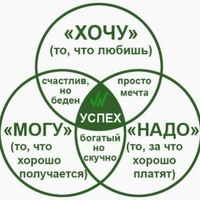 «ХОЧУ»
(то, что любишь)
счастлив, но беден
просто мечта
УСПЕХ
«МОГУ»
(то, что хорошо получается)
богатый но скучно
«НАДО»
(то, за что хорошо платят)